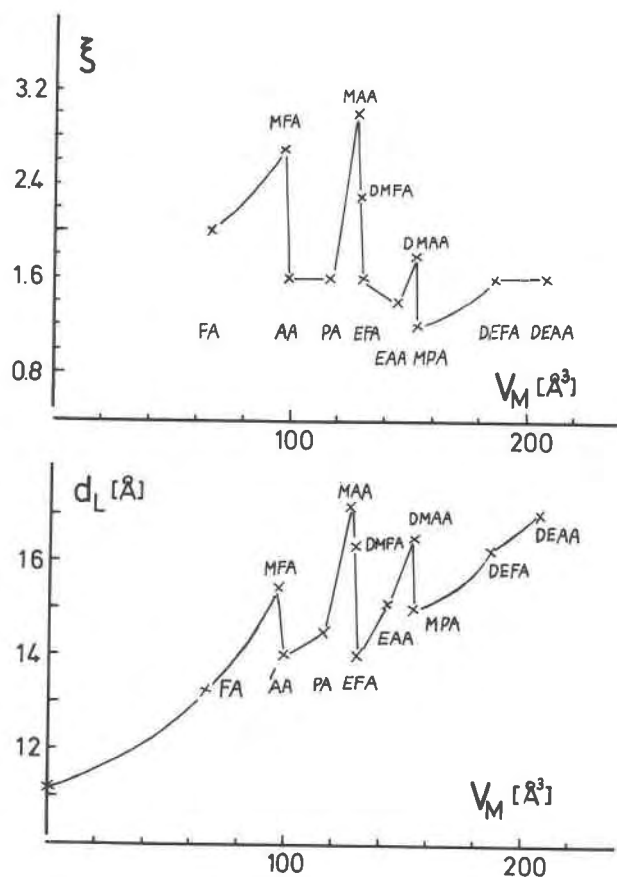 ξ
3.2
2.4
1.6
0.8
MAA
MFA
DMFA
DMAA
FA AA PA EFA DEFA DEAA
EAA MPA
V_M [Å³]
100 200
d_L [Å]
16
14
12
MAA
DMAA
DMFA
DEAA
MFA
DEFA
EAA MPA
FA AA PA EFA
V_M [Å³]
100 200